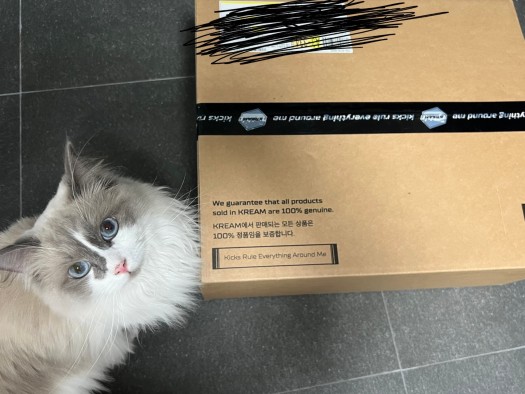 kicks rule everything around me
kicks ru
We guarantee that all products
sold in KREAM are 100% genuine.
KREAM에서 판매되는 모든 상품은
100% 정품임을 보증합니다.
Kicks Rule Everything Around Me